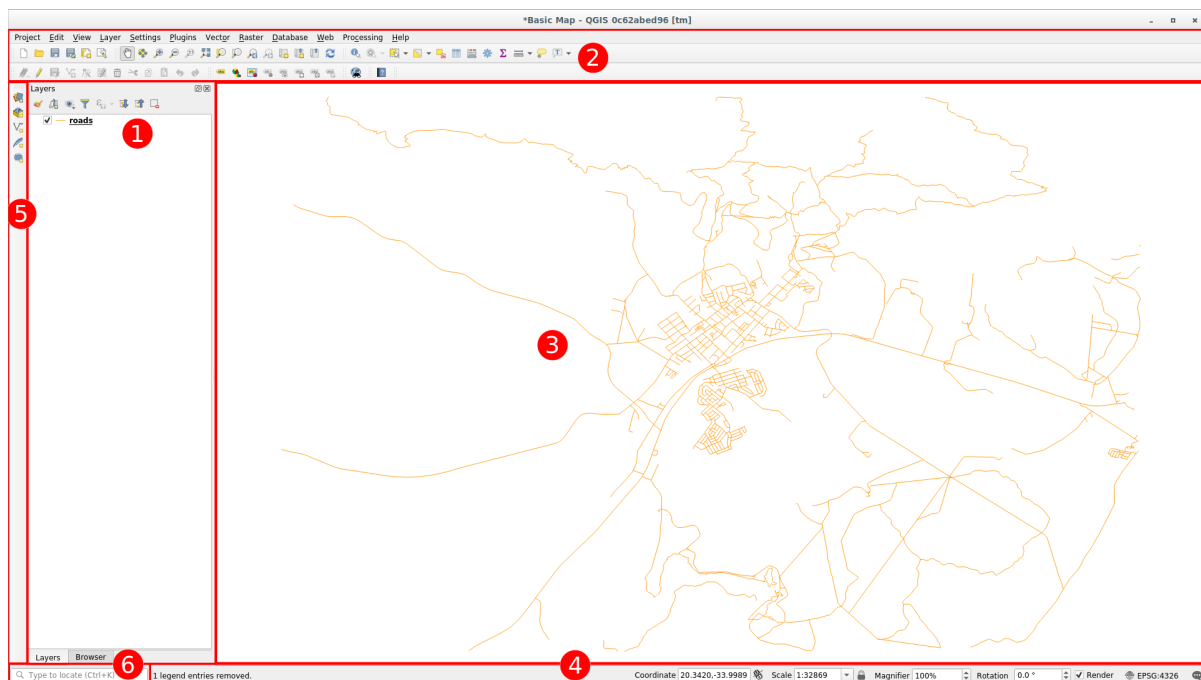 *Basic Map - QGIS 0c62abed96 [tm]
Project Edit View Layer Settings Plugins Vector Raster Database Web Processing Help
2
Layers
1
roads
5
3
Layers Browser
6
4
Type to locate (Ctrl+K)
1 legend entries removed.
Coordinate 20.3420,-33.9989 Scale 1:32869 Magnifier 100% Rotation 0.0 ° Render EPSG:4326